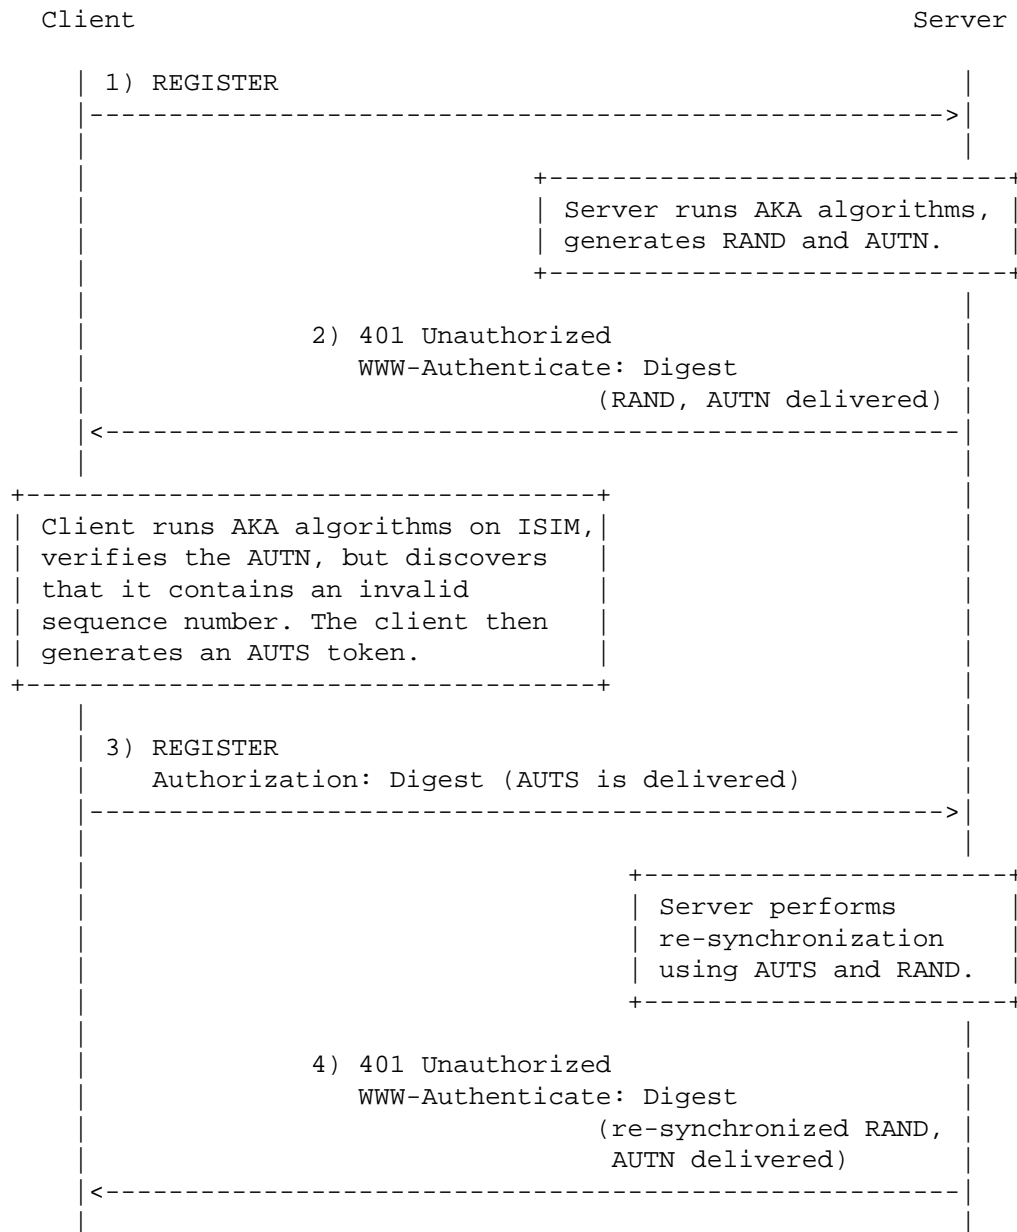 Client Server
1) REGISTER
Server runs AKA algorithms,
generates RAND and AUTN.
2) 401 Unauthorized
WWW-Authenticate: Digest
(RAND, AUTN delivered)
Client runs AKA algorithms on ISIM,
verifies the AUTN, but discovers
that it contains an invalid
sequence number. The client then
generates an AUTS token.
3) REGISTER
Authorization: Digest (AUTS is delivered)
Server performs
re-synchronization
using AUTS and RAND.
4) 401 Unauthorized
WWW-Authenticate: Digest
(re-synchronized RAND,
AUTN delivered)